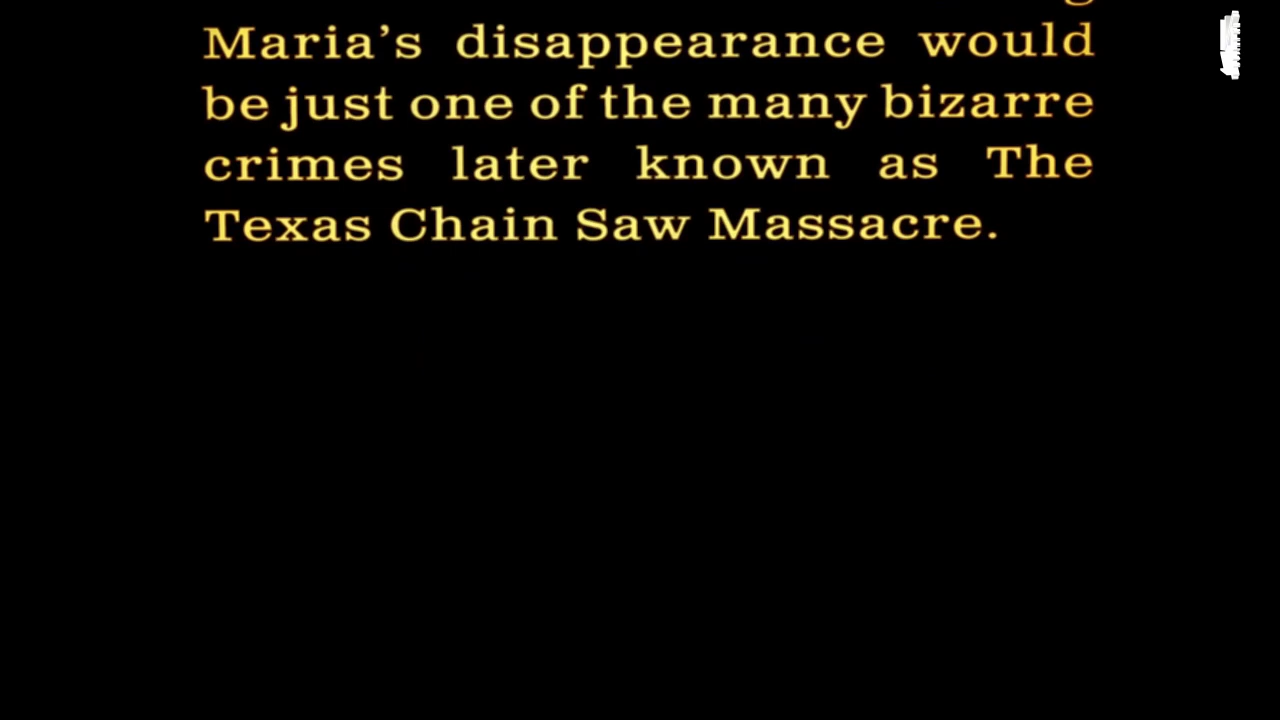 Maria’s disappearance would
be just one of the many bizarre
crimes later known as The
Texas Chain Saw Massacre.